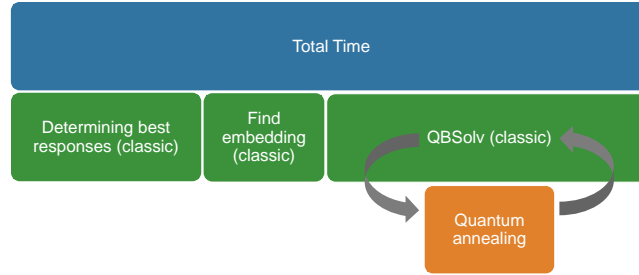 Total Time
Determining best
responses (classic)
Find
embedding
(classic)
QBSolv (classic)
Quantum
annealing